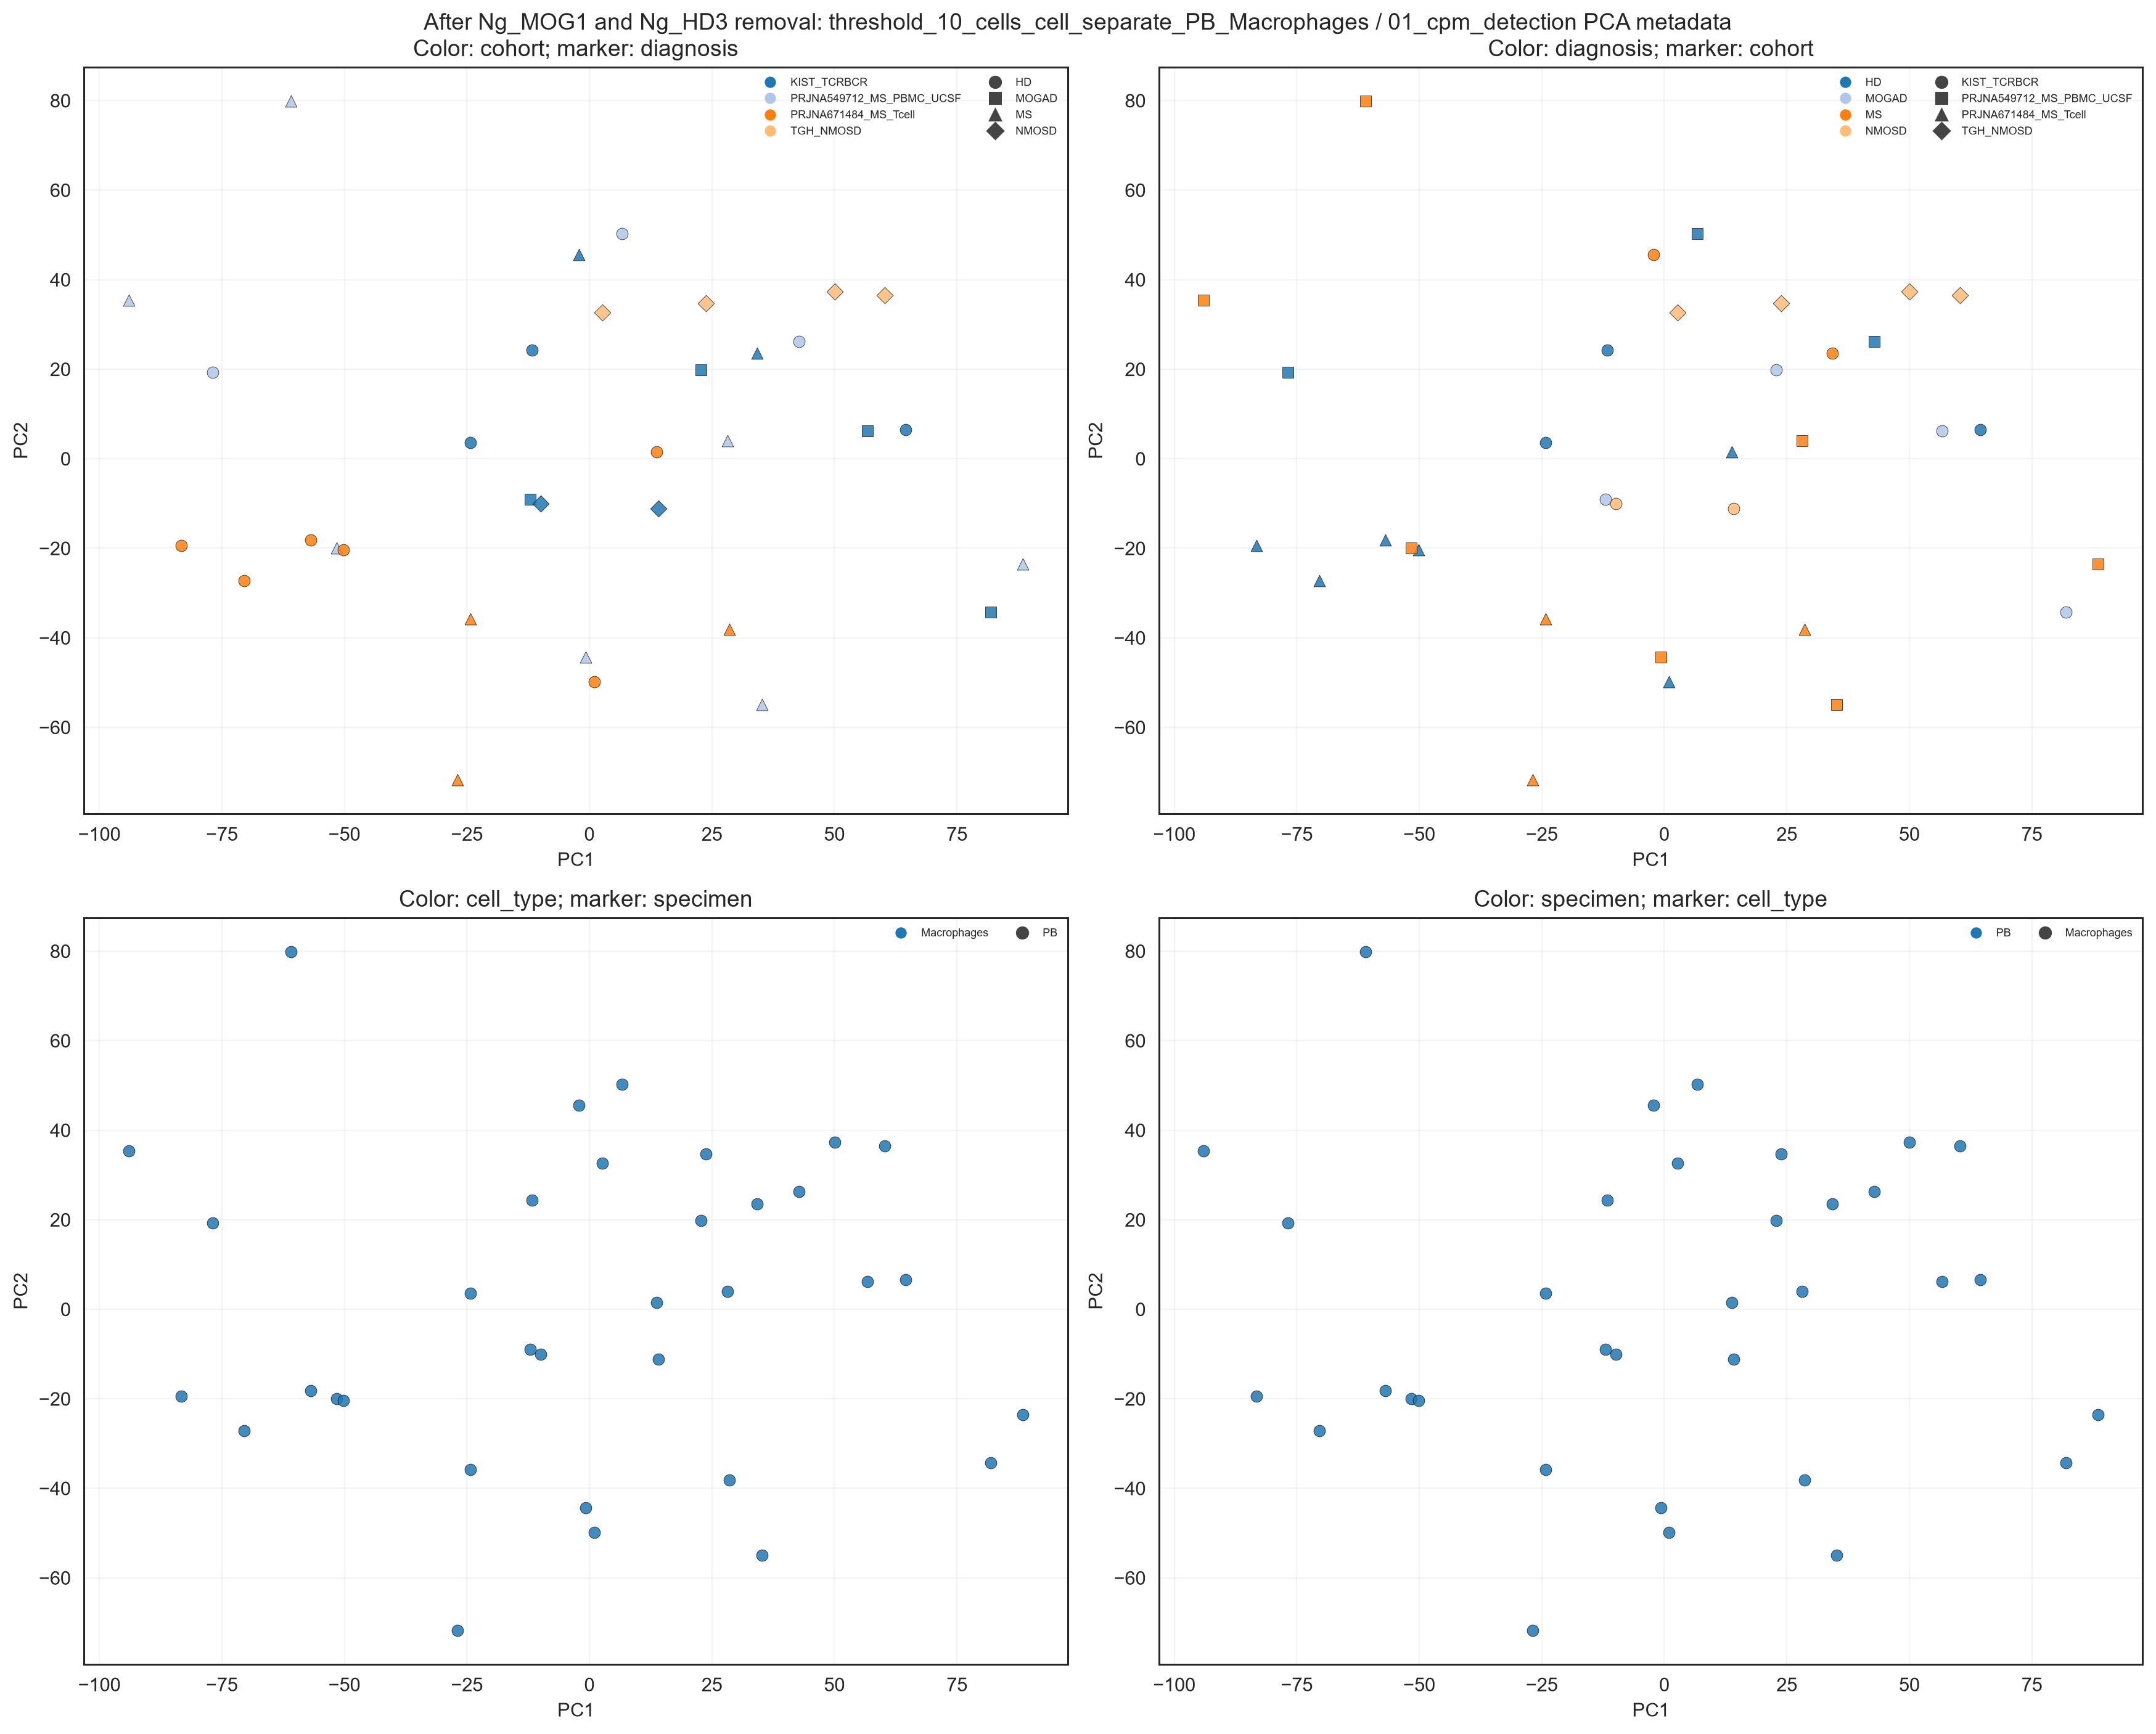 After Ng_MOG1 and Ng_HD3 removal: threshold_10_cells_cell_separate_PB_Macrophages / 01_cpm_detection PCA metadata
Color: cohort; marker: diagnosis
KIST_TCRBCR
PRJNA549712_MS_PBMC_UCSF
PRJNA671484_MS_Tcell
TGH_NMOSD
HD
MOGAD
MS
NMOSD
80
60
40
20
0
−20
−40
−60
PC2
−100 −75 −50 −25 0 25 50 75
PC1
Color: diagnosis; marker: cohort
HD
MOGAD
MS
NMOSD
KIST_TCRBCR
PRJNA549712_MS_PBMC_UCSF
PRJNA671484_MS_Tcell
TGH_NMOSD
80
60
40
20
0
−20
−40
−60
PC2
−100 −75 −50 −25 0 25 50 75
PC1
Color: cell_type; marker: specimen
Macrophages PB
80
60
40
20
0
−20
−40
−60
PC2
−100 −75 −50 −25 0 25 50 75
PC1
Color: specimen; marker: cell_type
PB Macrophages
80
60
40
20
0
−20
−40
−60
PC2
−100 −75 −50 −25 0 25 50 75
PC1